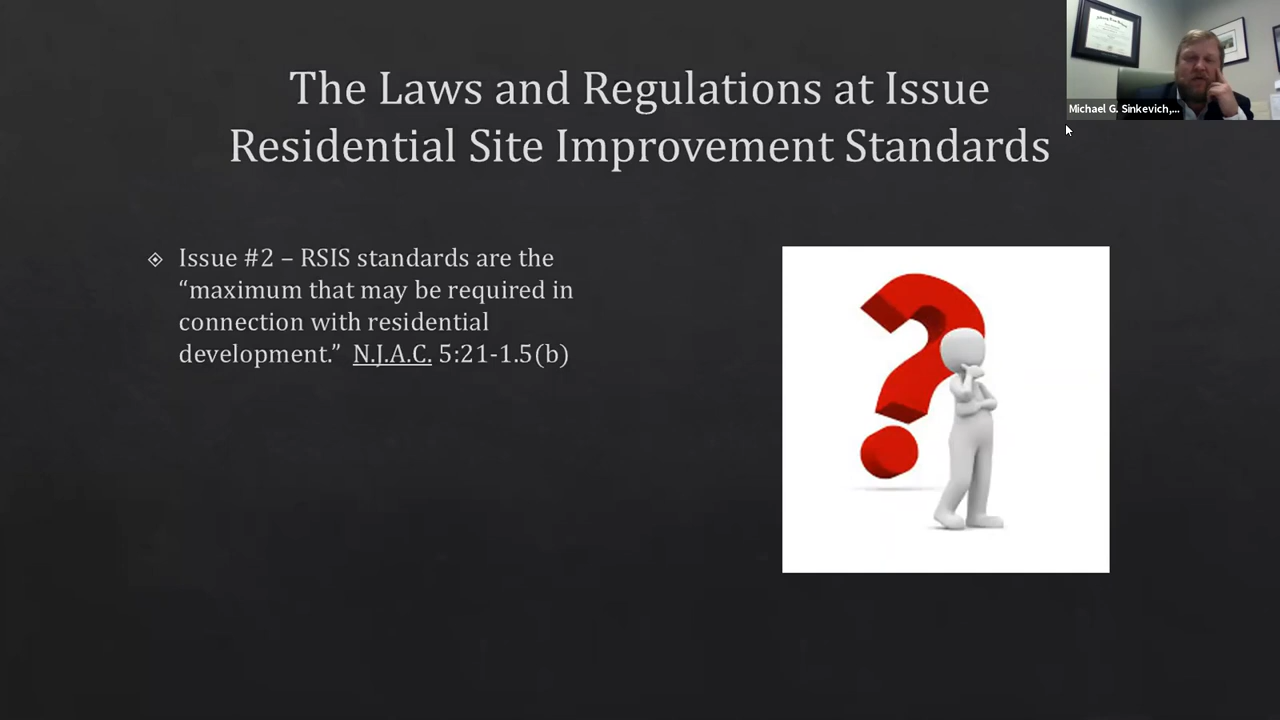 The Laws and Regulations at Issue
Residential Site Improvement Standards
Michael G. Sinkevich,...
◈ Issue #2 – RSIS standards are the
“maximum that may be required in
connection with residential
development.” N.J.A.C. 5:21-1.5(b)